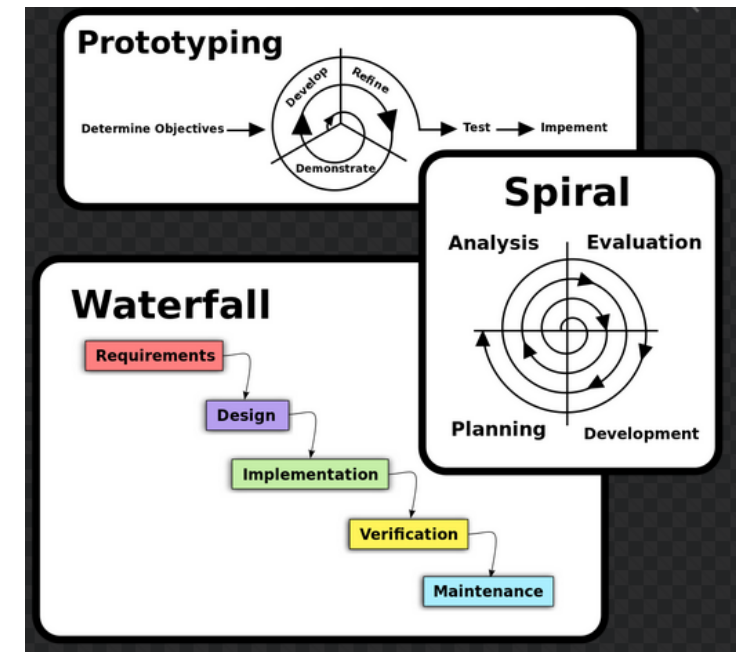 Prototyping
Develop
Refine
Determine Objectives
Test
Impement
Demonstrate
Spiral
Analysis
Evaluation
Planning
Development
Waterfall
Requirements
Design
Implementation
Verification
Maintenance